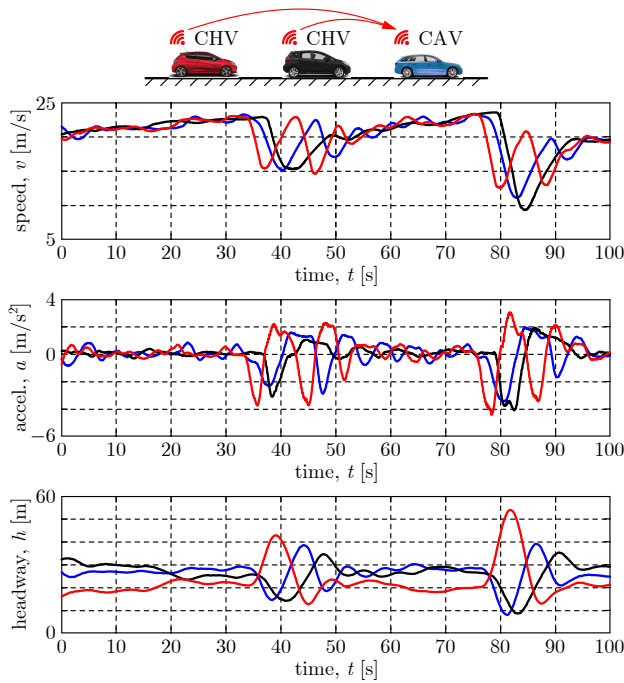 CHV CHV CAV
25
speed, v [m/s]
5
0 10 20 30 40 50 60 70 80 90 100
time, t [s]
4
0
accel., a [m/s²]
−6
0 10 20 30 40 50 60 70 80 90 100
time, t [s]
60
headway, h [m]
0
0 10 20 30 40 50 60 70 80 90 100
time, t [s]